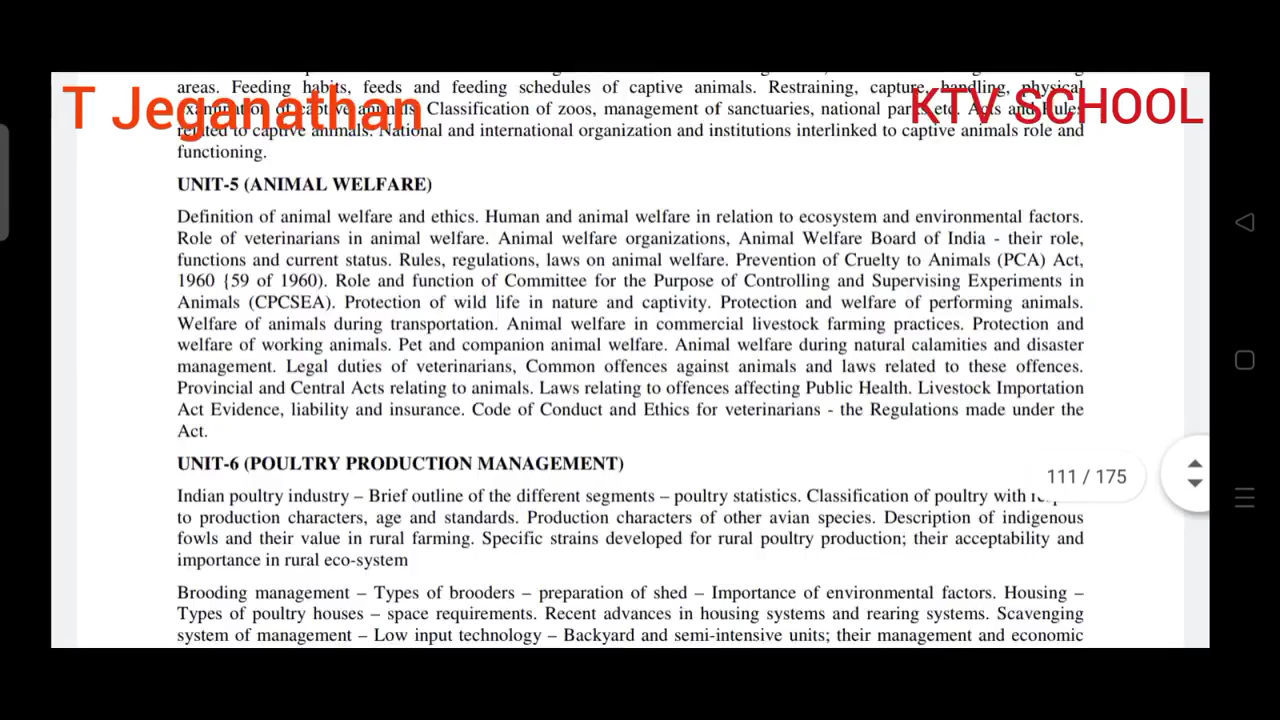 areas. Feeding habits, feeds and feeding schedules of captive animals. Restraining, capture, handling, physical
T Jeganathan
KTV SCHOOL
examination of captive animals. Classification of zoos, management of sanctuaries, national park etc. Acts and Rules
related to captive animals. National and international organization and institutions interlinked to captive animals role and
functioning.
UNIT-5 (ANIMAL WELFARE)
Definition of animal welfare and ethics. Human and animal welfare in relation to ecosystem and environmental factors.
Role of veterinarians in animal welfare. Animal welfare organizations, Animal Welfare Board of India - their role,
functions and current status. Rules, regulations, laws on animal welfare. Prevention of Cruelty to Animals (PCA) Act,
1960 {59 of 1960). Role and function of Committee for the Purpose of Controlling and Supervising Experiments in
Animals (CPCSEA). Protection of wild life in nature and captivity. Protection and welfare of performing animals.
Welfare of animals during transportation. Animal welfare in commercial livestock farming practices. Protection and
welfare of working animals. Pet and companion animal welfare. Animal welfare during natural calamities and disaster
management. Legal duties of veterinarians, Common offences against animals and laws related to these offences.
Provincial and Central Acts relating to animals. Laws relating to offences affecting Public Health. Livestock Importation
Act Evidence, liability and insurance. Code of Conduct and Ethics for veterinarians - the Regulations made under the
Act.
UNIT-6 (POULTRY PRODUCTION MANAGEMENT)
111 / 175
Indian poultry industry – Brief outline of the different segments – poultry statistics. Classification of poultry with
to production characters, age and standards. Production characters of other avian species. Description of indigenous
fowls and their value in rural farming. Specific strains developed for rural poultry production; their acceptability and
importance in rural eco-system
Brooding management – Types of brooders – preparation of shed – Importance of environmental factors. Housing –
Types of poultry houses – space requirements. Recent advances in housing systems and rearing systems. Scavenging
system of management – Low input technology – Backyard and semi-intensive units; their management and economic